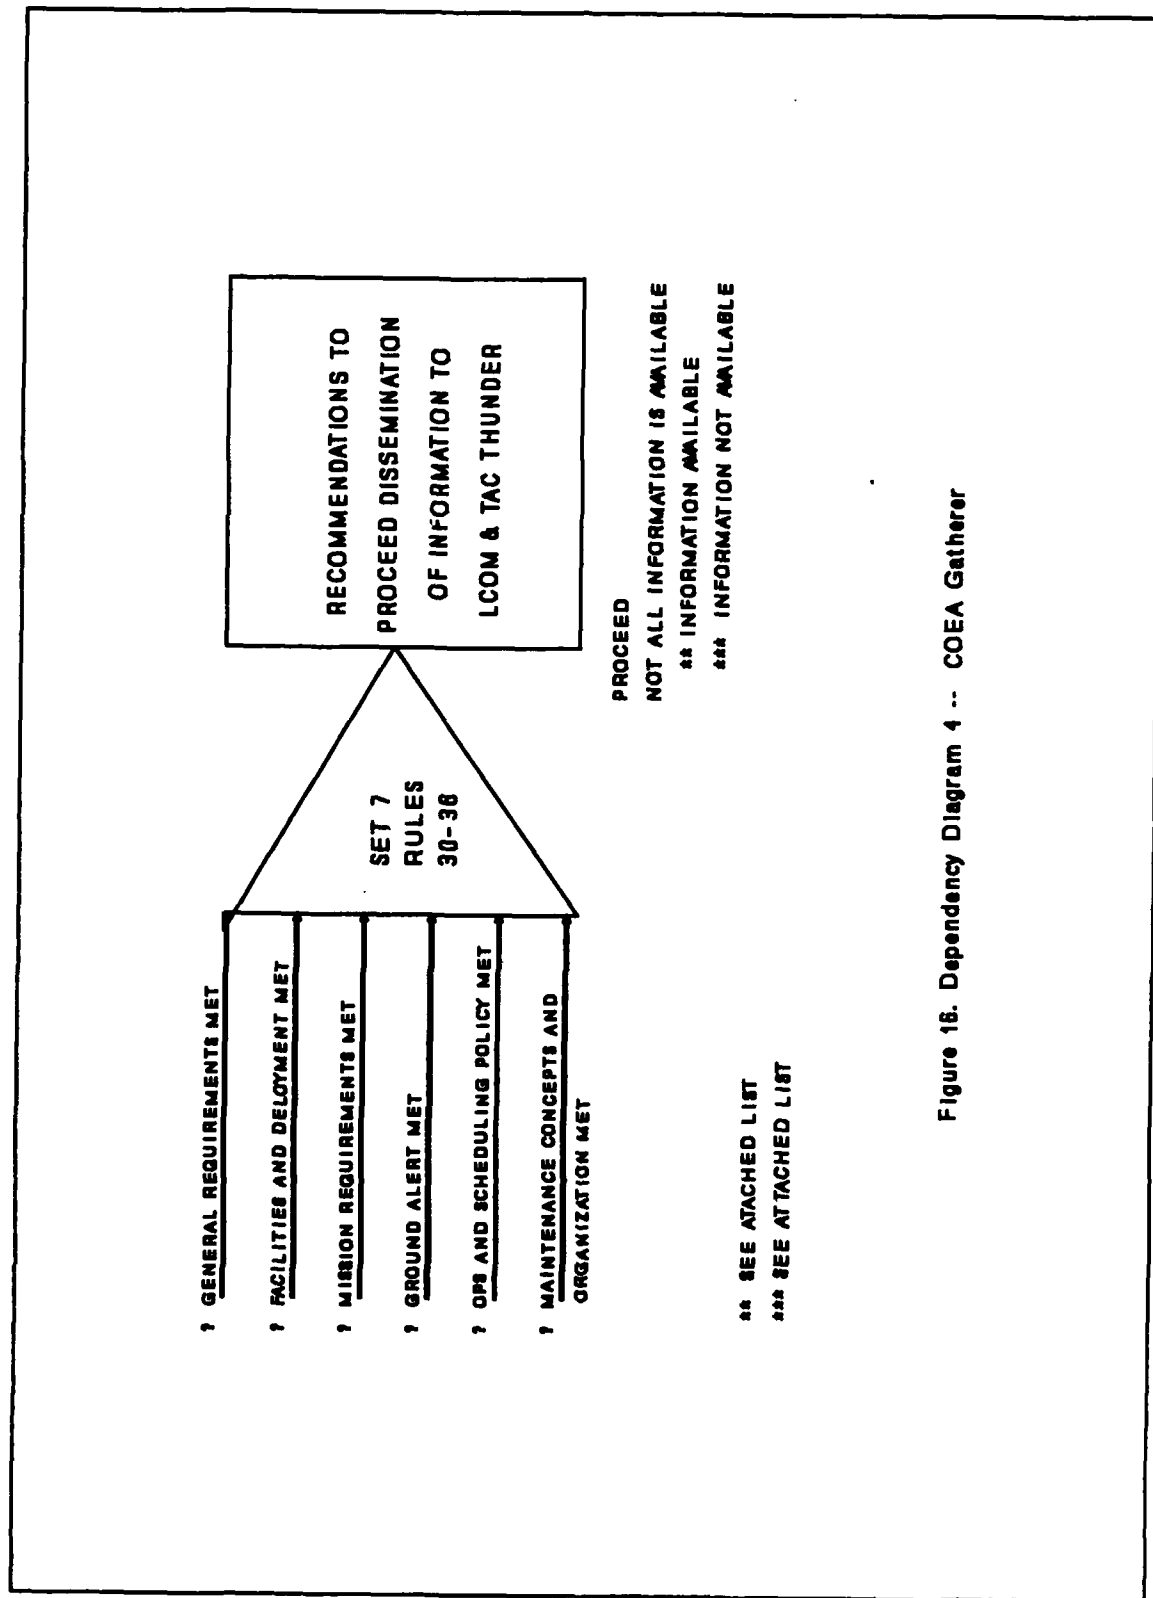 ? GENERAL REQUIREMENTS MET
? FACILITIES AND DELOYMENT MET
? MISSION REQUIREMENTS MET
? GROUND ALERT MET
? OPS AND SCHEDULING POLICY MET
? MAINTENANCE CONCEPTS AND
ORGANIZATION MET
SET 7
RULES
30-36
RECOMMENDATIONS TO
PROCEED DISSEMINATION
OF INFORMATION TO
LCOM & TAC THUNDER
PROCEED
NOT ALL INFORMATION IS AVAILABLE
** INFORMATION AVAILABLE
*** INFORMATION NOT AVAILABLE
** SEE ATACHED LIST
*** SEE ATTACHED LIST
Figure 16. Dependency Diagram 4 -- COEA Gatherer